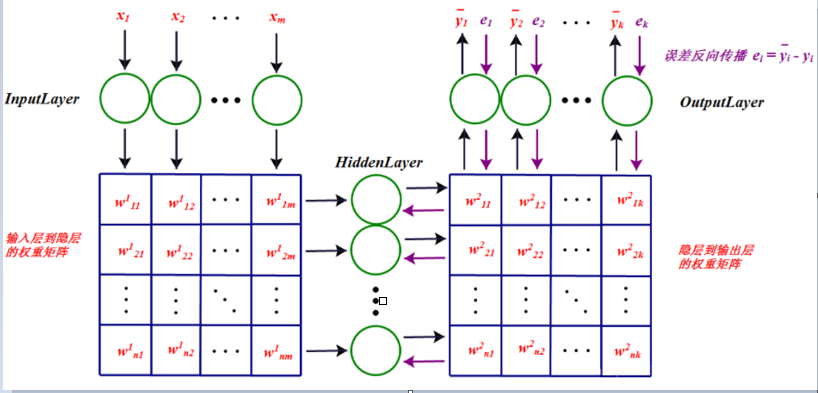 x1 x2 ... xm
ȳ1 e1 ȳ2 e2 ... ȳk ek
误差反向传播 ei = ȳi - yi
InputLayer ... ... OutputLayer
HiddenLayer
w¹11 w¹12 ... w¹1m
w²11 w²12 ... w²1k
输入层到隐层
的权重矩阵
w¹21 w¹22 ... w¹2m
w²21 w²22 ... w²2k
隐层到输出层
的权重矩阵
w¹n1 w¹n2 ... w¹nm
w²n1 w²n2 ... w²nk